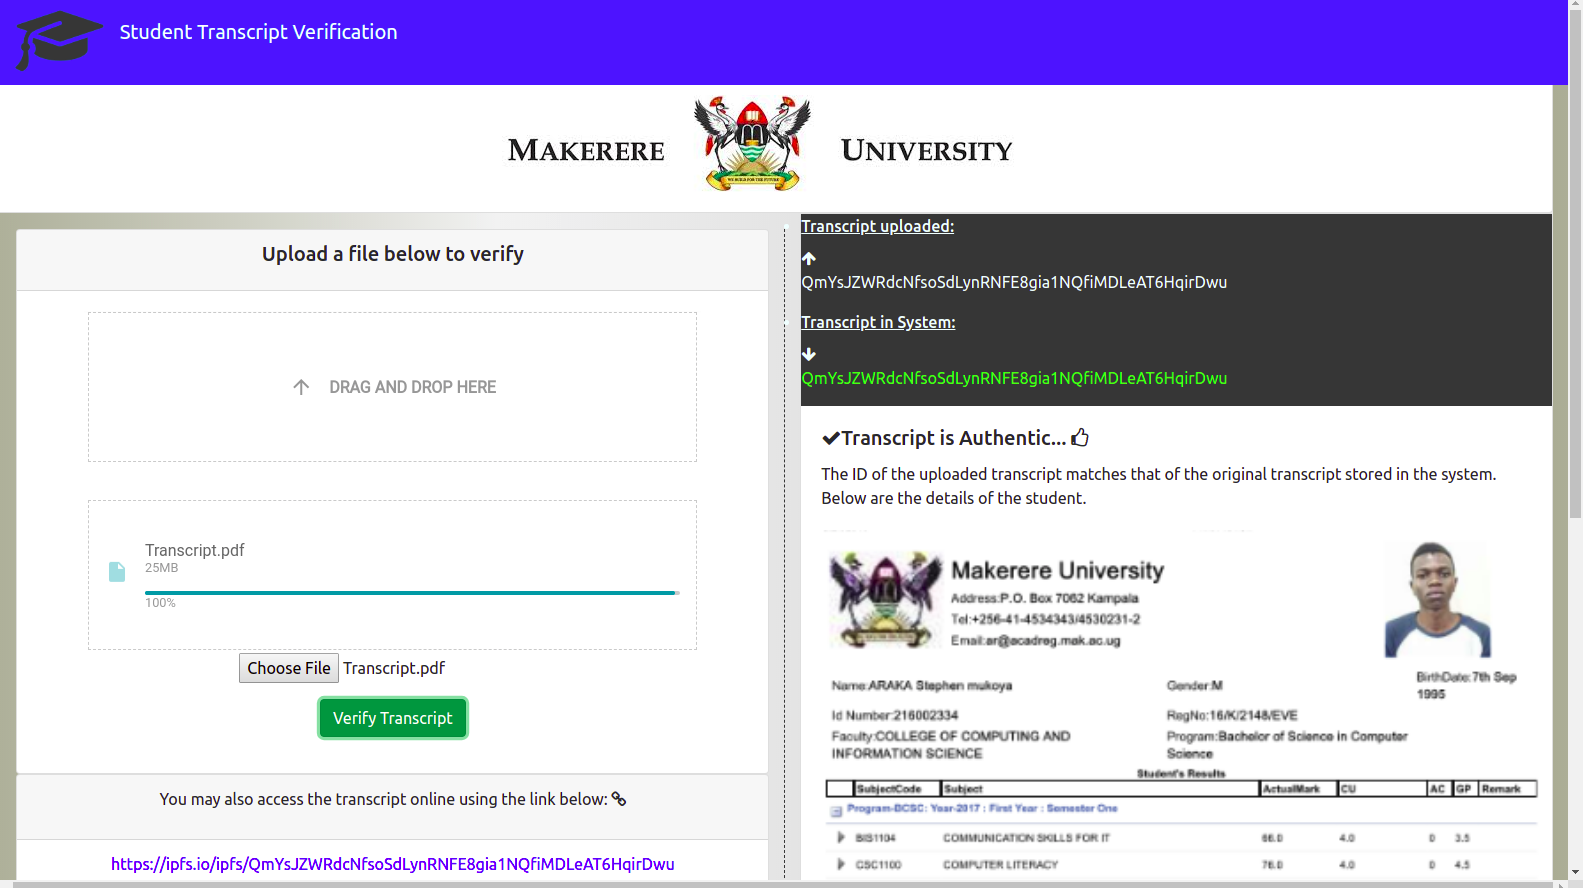 Student Transcript Verification
MAKERERE UNIVERSITY
WE BUILD FOR THE FUTURE
Upload a file below to verify
DRAG AND DROP HERE
Transcript.pdf
25MB
100%
Choose File Transcript.pdf
Verify Transcript
You may also access the transcript online using the link below:
https://ipfs.io/ipfs/QmYsJZWRdcNfsoSdLynRNFE8gia1NQfiMDLeAT6HqirDwu
Transcript uploaded:
QmYsJZWRdcNfsoSdLynRNFE8gia1NQfiMDLeAT6HqirDwu
Transcript in System:
QmYsJZWRdcNfsoSdLynRNFE8gia1NQfiMDLeAT6HqirDwu
Transcript is Authentic...
The ID of the uploaded transcript matches that of the original transcript stored in the system.
Below are the details of the student.
Makerere University
Address:P.O. Box 7062 Kampala
Tel:+256-41-4534343/4530231-2
Email:ar@acadreg.mak.ac.ug
Name:ARAKA Stephen mukoya Gender:M BirthDate:7th Sep
1995
Id Number:216002334 RegNo:16/K/2148/EVE
Faculty:COLLEGE OF COMPUTING AND Program:Bachelor of Science in Computer
INFORMATION SCIENCE Science
Student's Results
SubjectCode Subject ActualMark CU AC GP Remark
Program-BCSC: Year-2017 : First Year : Semester One
BIS1104 COMMUNICATION SKILLS FOR IT 66.0 4.0 0 3.5
CSC1100 COMPUTER LITERACY 76.0 4.0 0 4.5